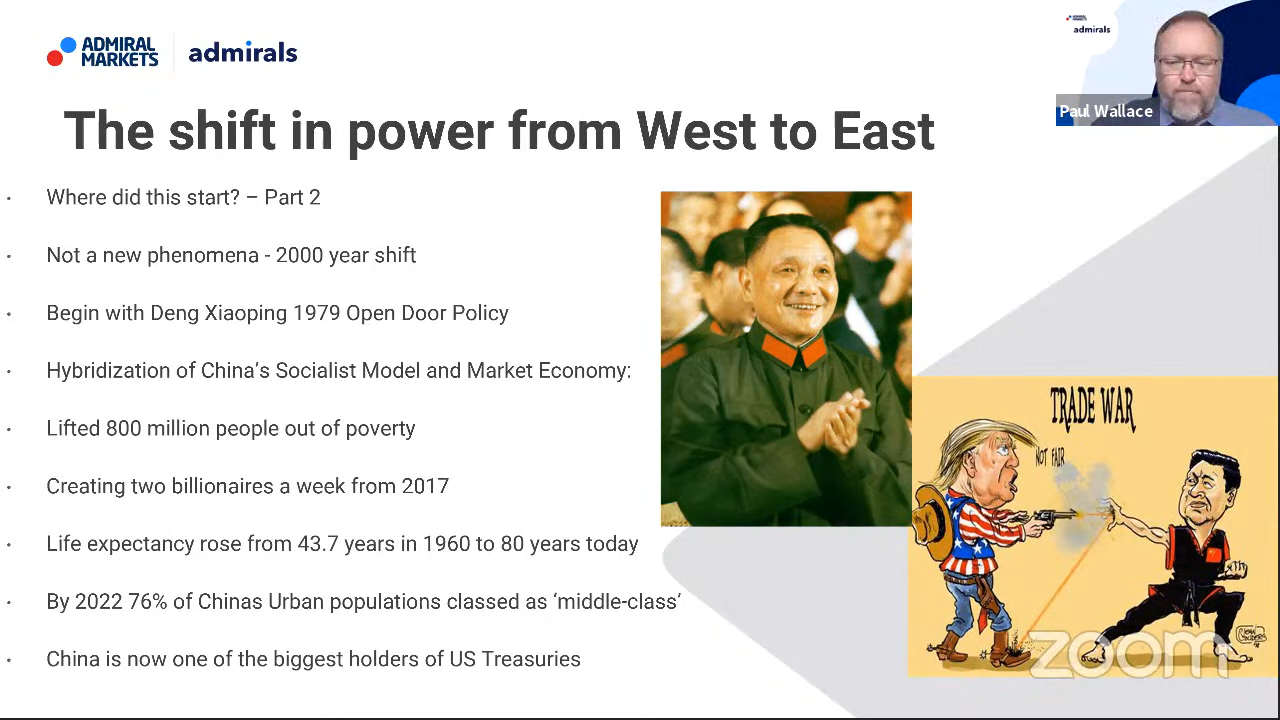 ADMIRAL
MARKETS
admirals
admirals
Paul Wallace
The shift in power from West to East
Where did this start? – Part 2
Not a new phenomena - 2000 year shift
Begin with Deng Xiaoping 1979 Open Door Policy
Hybridization of China’s Socialist Model and Market Economy:
Lifted 800 million people out of poverty
Creating two billionaires a week from 2017
Life expectancy rose from 43.7 years in 1960 to 80 years today
By 2022 76% of Chinas Urban populations classed as ‘middle-class’
China is now one of the biggest holders of US Treasuries
TRADE WAR
NOT FAIR
zoom